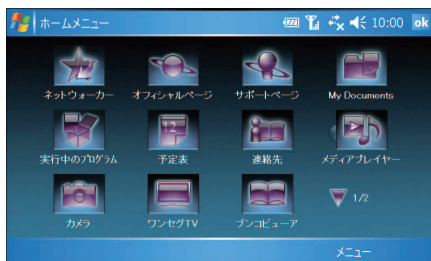 ホームメニュー 10:00 ok
ネットウォーカー オフィシャルページ サポートページ My Documents
実行中のプログラム 予定表 連絡先 メディアプレイヤー
カメラ ワンセグTV ブンコビューア 1/2
メニュー